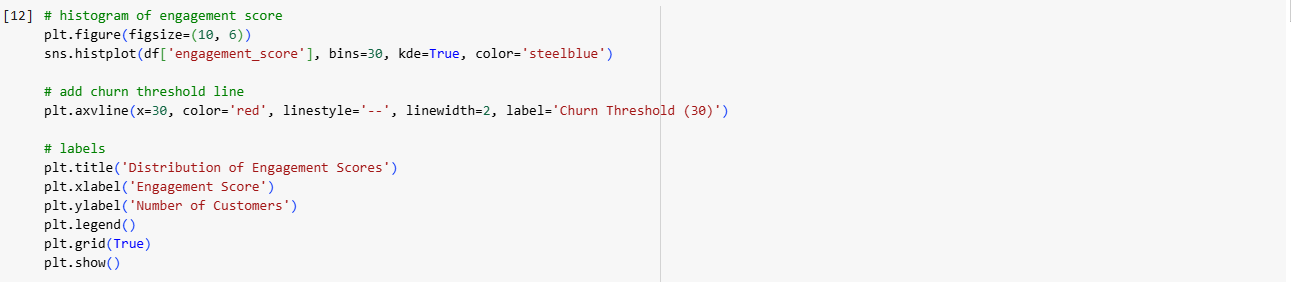 [12] # histogram of engagement score
plt.figure(figsize=(10, 6))
sns.histplot(df['engagement_score'], bins=30, kde=True, color='steelblue')
# add churn threshold line
plt.axvline(x=30, color='red', linestyle='--', linewidth=2, label='Churn Threshold (30)')
# labels
plt.title('Distribution of Engagement Scores')
plt.xlabel('Engagement Score')
plt.ylabel('Number of Customers')
plt.legend()
plt.grid(True)
plt.show()